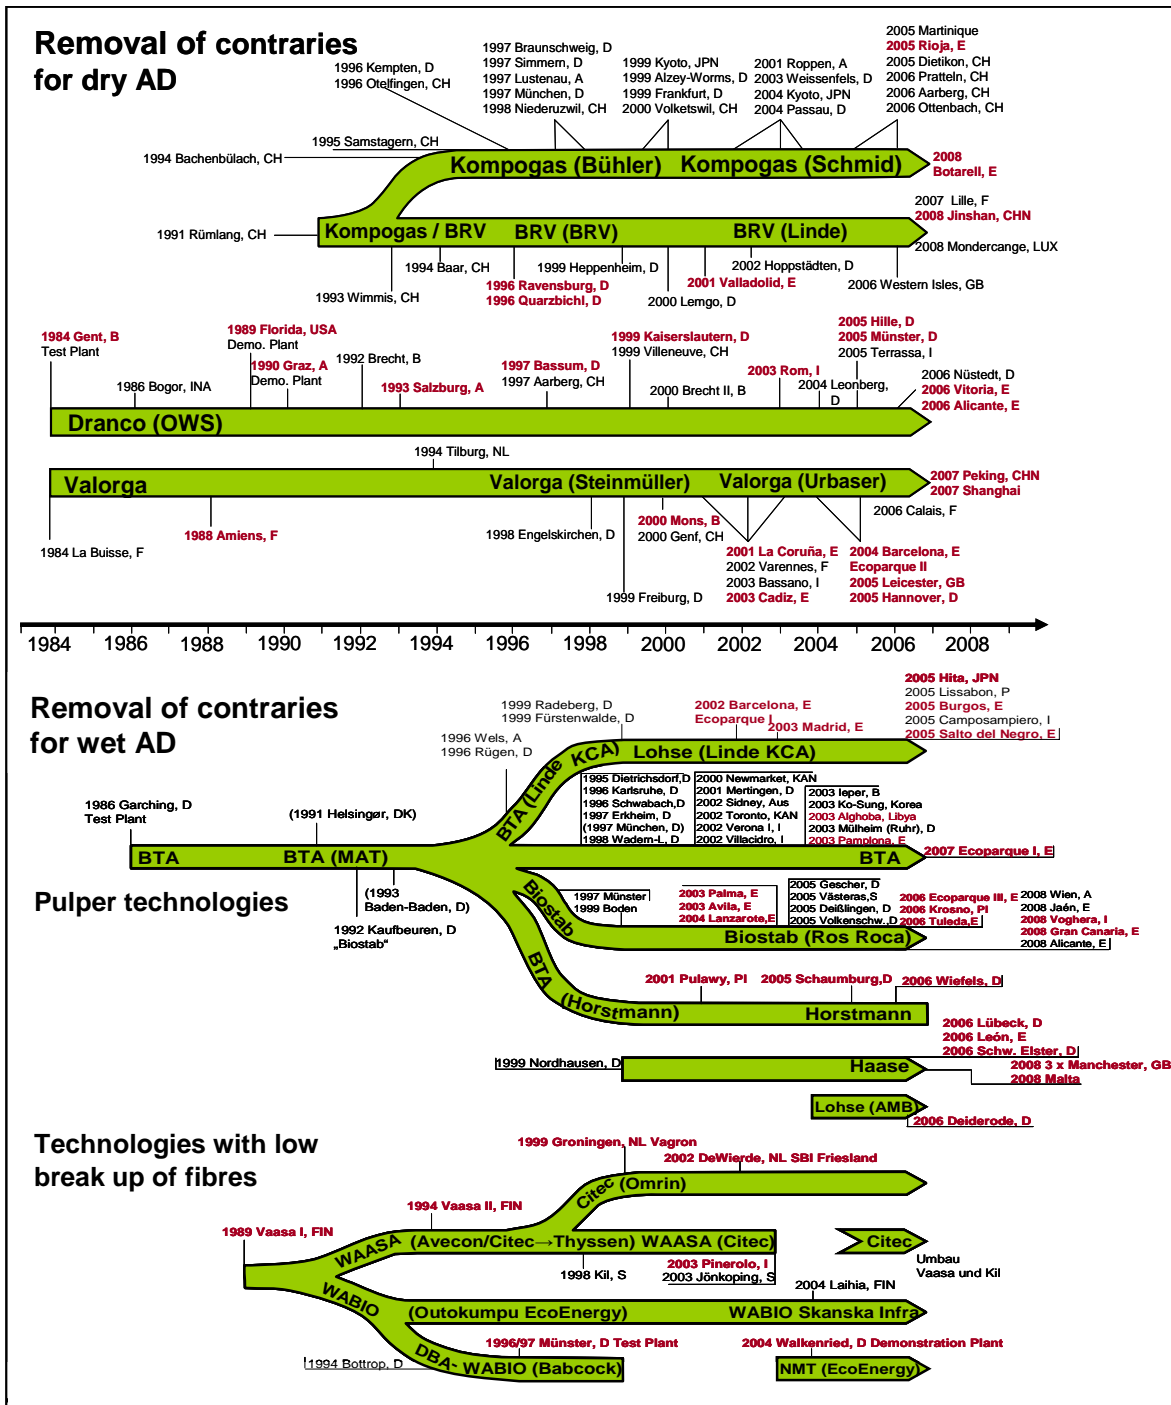 Removal of contraries
for dry AD
1996 Kempten, D
1996 Otelfingen, CH
1997 Braunschweig, D
1997 Simmern, D
1997 Lustenau, A
1997 München, D
1998 Niederuzwil, CH
1999 Kyoto, JPN
1999 Alzey-Worms, D
1999 Frankfurt, D
2000 Volketswil, CH
2001 Roppen, A
2003 Weissenfels, D
2004 Kyoto, JPN
2004 Passau, D
2005 Martinique
2005 Rioja, E
2005 Dietikon, CH
2006 Pratteln, CH
2006 Aarberg, CH
2006 Ottenbach, CH
1995 Samstagern, CH
1994 Bachenbülach, CH
Kompogas (Bühler)
Kompogas (Schmid)
2008
Botarell, E
1991 Rümlang, CH
Kompogas / BRV
BRV (BRV)
BRV (Linde)
2007 Lille, F
2008 Jinshan, CHN
2008 Mondercange, LUX
1994 Baar, CH
1993 Wimmis, CH
1996 Ravensburg, D
1996 Quarzbichl, D
1999 Heppenheim, D
2000 Lemgo, D
2001 Valladolid, E
2002 Hoppstädten, D
2006 Western Isles, GB
1984 Gent, B
Test Plant
1986 Bogor, INA
1989 Florida, USA
Demo. Plant
1990 Graz, A
Demo. Plant
1992 Brecht, B
1993 Salzburg, A
1997 Bassum, D
1997 Aarberg, CH
1999 Kaiserslautern, D
1999 Villeneuve, CH
2000 Brecht II, B
2003 Rom, I
2004 Leonberg,
D
2005 Hille, D
2005 Münster, D
2005 Terrassa, I
2006 Nüstedt, D
2006 Vitoria, E
2006 Alicante, E
Dranco (OWS)
1994 Tilburg, NL
Valorga
Valorga (Steinmüller)
Valorga (Urbaser)
2007 Peking, CHN
2007 Shanghai
1984 La Buisse, F
1988 Amiens, F
1998 Engelskirchen, D
1999 Freiburg, D
2000 Mons, B
2000 Genf, CH
2001 La Coruña, E
2002 Varennes, F
2003 Bassano, I
2003 Cadiz, E
2004 Barcelona, E
Ecoparque II
2005 Leicester, GB
2005 Hannover, D
2006 Calais, F
1984 1986 1988 1990 1992 1994 1996 1998 2000 2002 2004 2006 2008
Removal of contraries
for wet AD
1999 Radeberg, D
1999 Fürstenwalde, D
1996 Wels, A
1996 Rügen, D
2002 Barcelona, E
Ecoparque I
2003 Madrid, E
2005 Hita, JPN
2005 Lissabon, P
2005 Burgos, E
2005 Camposampiero, I
2005 Salto del Negro, E
BTA (Linde KCA)
Lohse (Linde KCA)
1986 Garching, D
Test Plant
(1991 Helsingør, DK)
1995 Dietrichsdorf,D
1996 Karlsruhe, D
1996 Schwabach,D
1997 Erkheim, D
(1997 München, D)
1998 Wadern-L, D
2000 Newmarket, KAN
2001 Mertingen, D
2002 Sidney, Aus
2002 Toronto, KAN
2002 Verona I, I
2002 Villacidro, I
2003 Ieper, B
2003 Ko-Sung, Korea
2003 Alghoba, Libya
2003 Mülheim (Ruhr), D
2003 Pamplona, E
BTA
BTA (MAT)
BTA
2007 Ecoparque I, E
Pulper technologies
(1993
Baden-Baden, D)
1992 Kaufbeuren, D
„Biostab“
1997 Münster
1999 Boden
2003 Palma, E
2003 Avila, E
2004 Lanzarote,E
2005 Gescher, D
2005 Västeras,S
2005 Deißlingen, D
2005 Volkenschw.,D
2006 Ecoparque III, E
2006 Krosno, Pl
2006 Tuleda,E
2008 Wien, A
2008 Jaén, E
2008 Voghera, I
2008 Gran Canaria, E
2008 Alicante, E
Biostab
Biostab (Ros Roca)
2001 Pulawy, Pl
2005 Schaumburg,D
2006 Wiefels, D
BTA (Horstmann)
Horstmann
2006 Lübeck, D
2006 León, E
2006 Schw. Elster, D
1999 Nordhausen, D
Haase
2008 3 x Manchester, GB
2008 Malta
Lohse (AMB)
2006 Deiderode, D
Technologies with low
break up of fibres
1999 Groningen, NL Vagron
2002 DeWierde, NL SBI Friesland
Citec (Omrin)
1989 Vaasa I, FIN
1994 Vaasa II, FIN
WAASA (Avecon/Citec→Thyssen) WAASA (Citec)
Citec
Umbau
Vaasa und Kil
1998 Kil, S
2003 Pinerolo, I
2003 Jönkoping, S
2004 Laihia, FIN
WABIO (Outokumpu EcoEnergy)
WABIO Skanska Infra
1996/97 Münster, D Test Plant
2004 Walkenried, D Demonstration Plant
1994 Bottrop, D
DBA-WABIO (Babcock)
NMT (EcoEnergy)